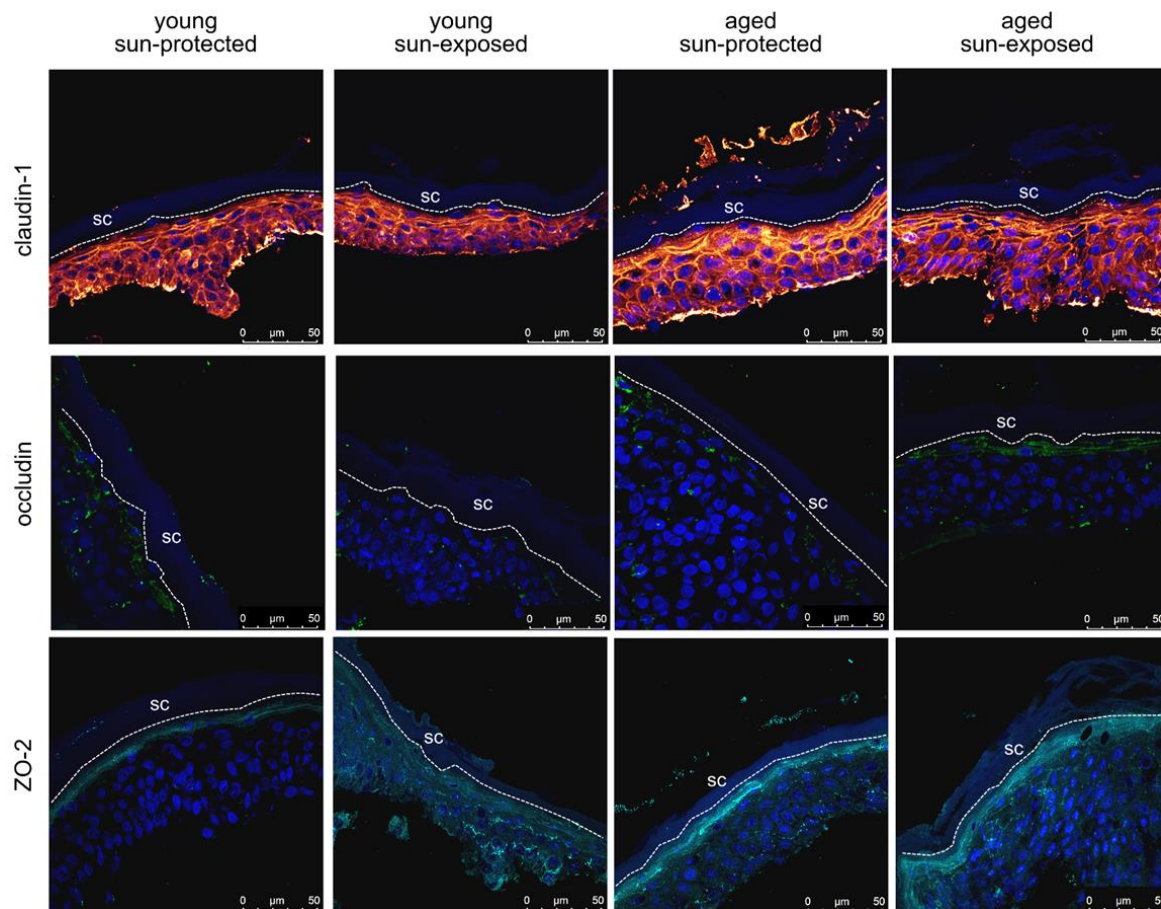 young
sun-protected
young
sun-exposed
aged
sun-protected
aged
sun-exposed
claudin-1
SC
0 µm 50
SC
0 µm 50
SC
0 µm 50
SC
0 µm 50
occludin
SC
0 µm 50
SC
0 µm 50
SC
0 µm 50
SC
0 µm 50
ZO-2
SC
0 µm 50
SC
0 µm 50
SC
0 µm 50
SC
0 µm 50